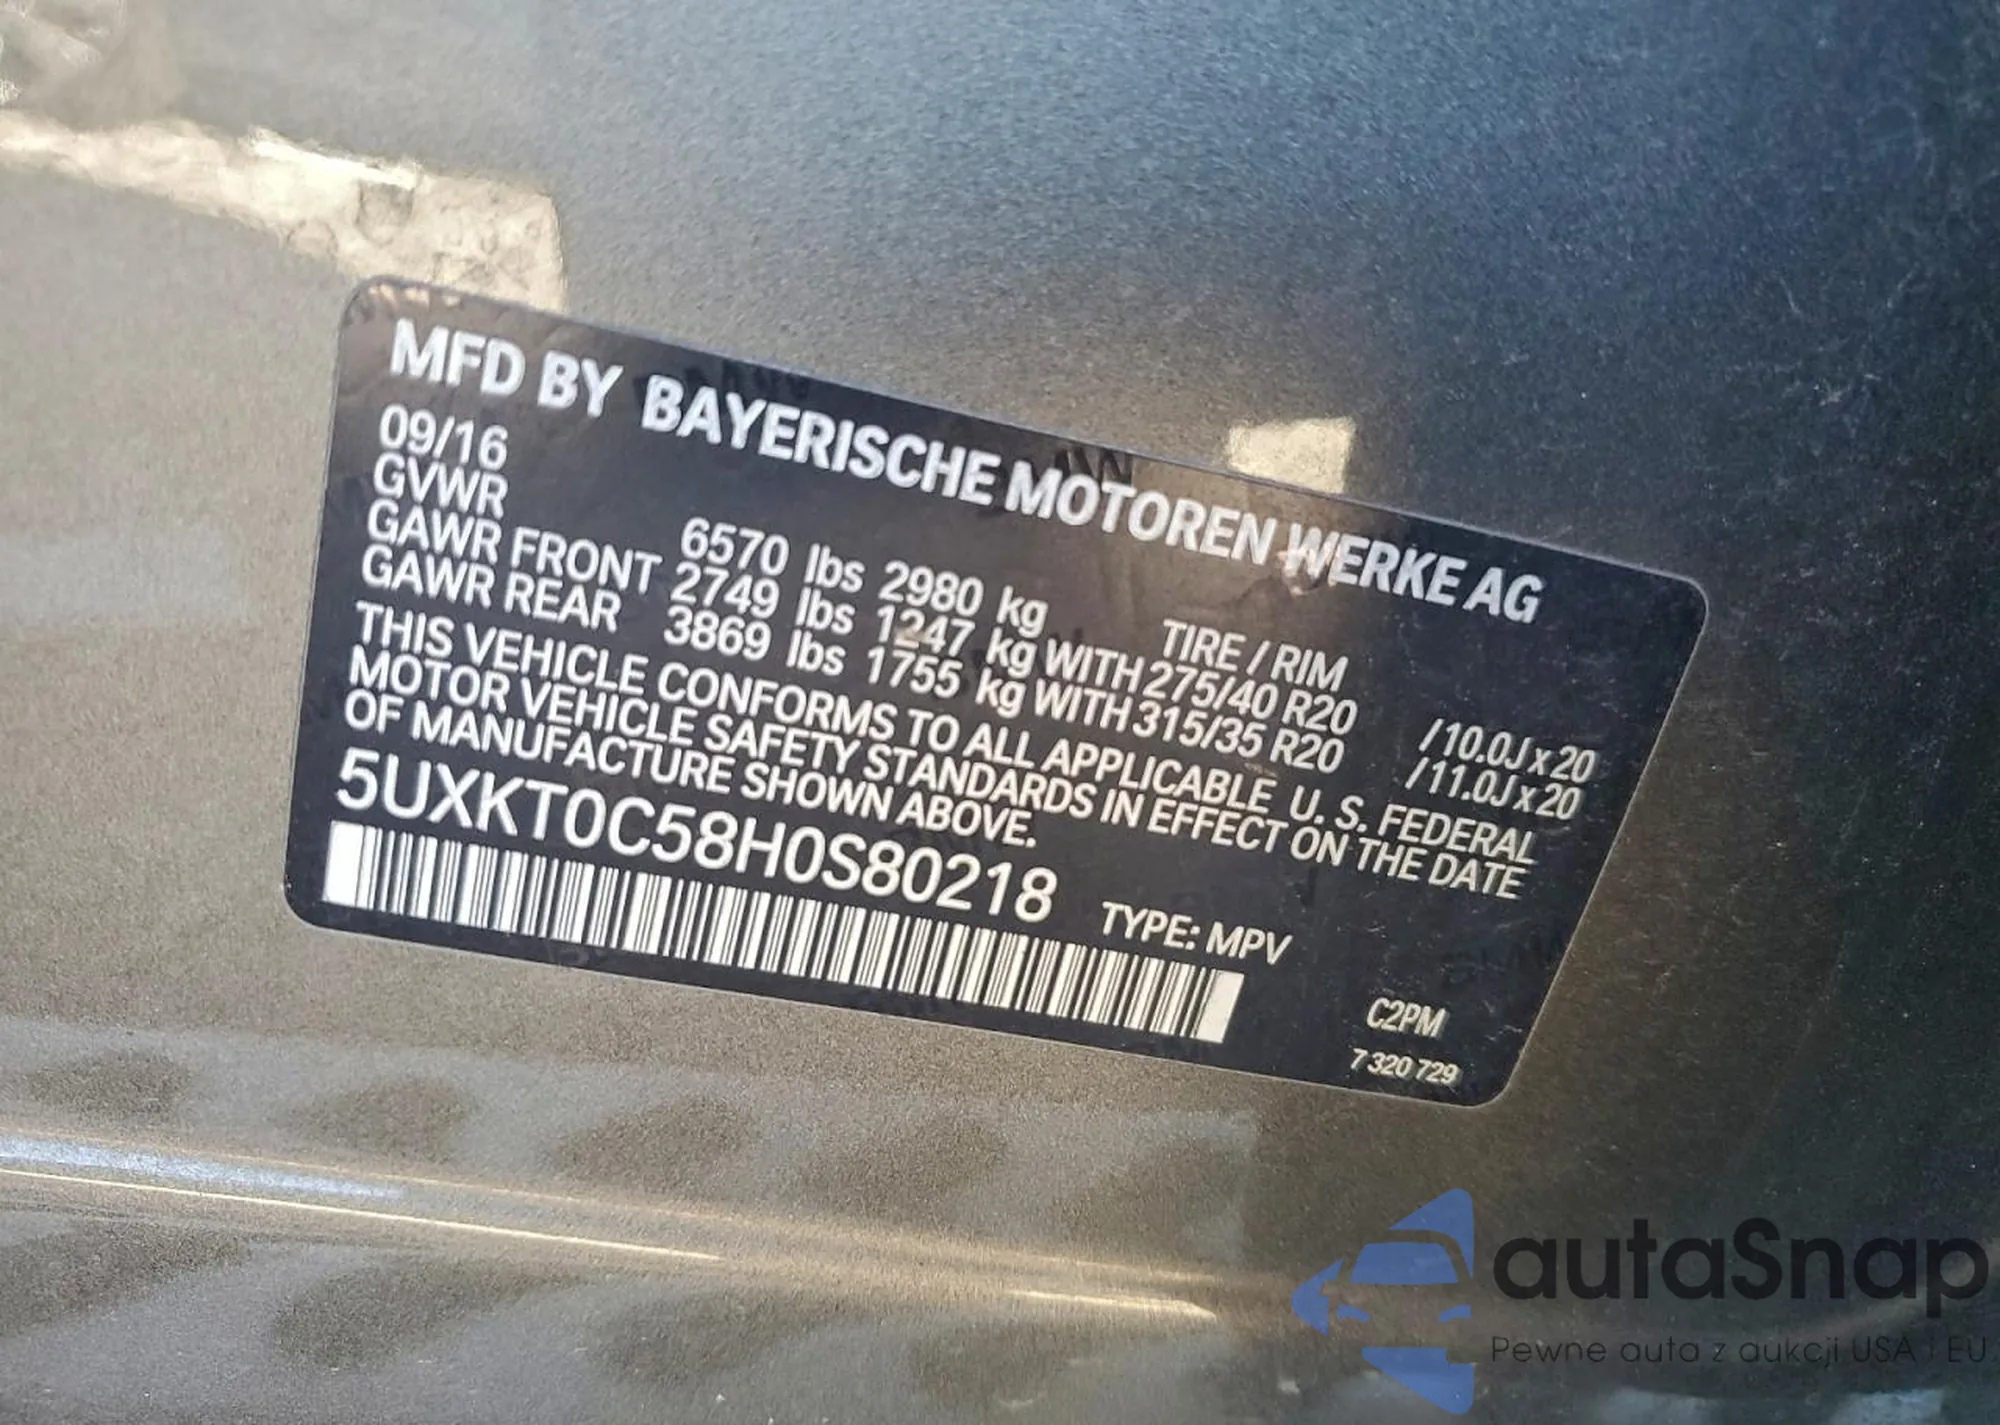 MFD BY BAYERISCHE MOTOREN WERKE AG
09/16
GVWR 6570 lbs 2980 kg TIRE / RIM
GAWR FRONT 2749 lbs 1247 kg WITH 275/40 R20 /10.0J x 20
GAWR REAR 3869 lbs 1755 kg WITH 315/35 R20 /11.0J x 20
THIS VEHICLE CONFORMS TO ALL APPLICABLE U. S. FEDERAL
MOTOR VEHICLE SAFETY STANDARDS IN EFFECT ON THE DATE
OF MANUFACTURE SHOWN ABOVE.
5UXKT0C58H0S80218 TYPE: MPV
C2PM
7 320 729
autaSnap
Pewne auta z aukcji USA i EU